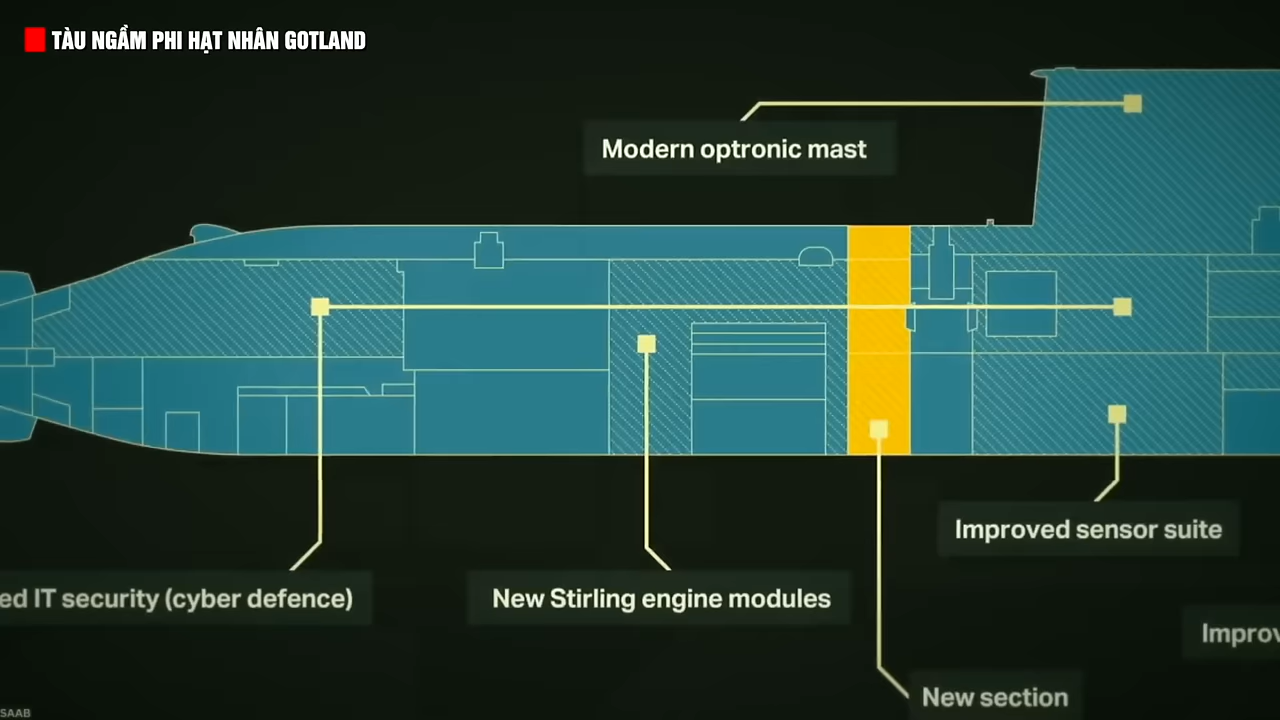 TÀU NGẦM PHI HẠT NHÂN GOTLAND
Modern optronic mast
Improved sensor suite
ed IT security (cyber defence)
New Stirling engine modules
Improv
New section
SAAB